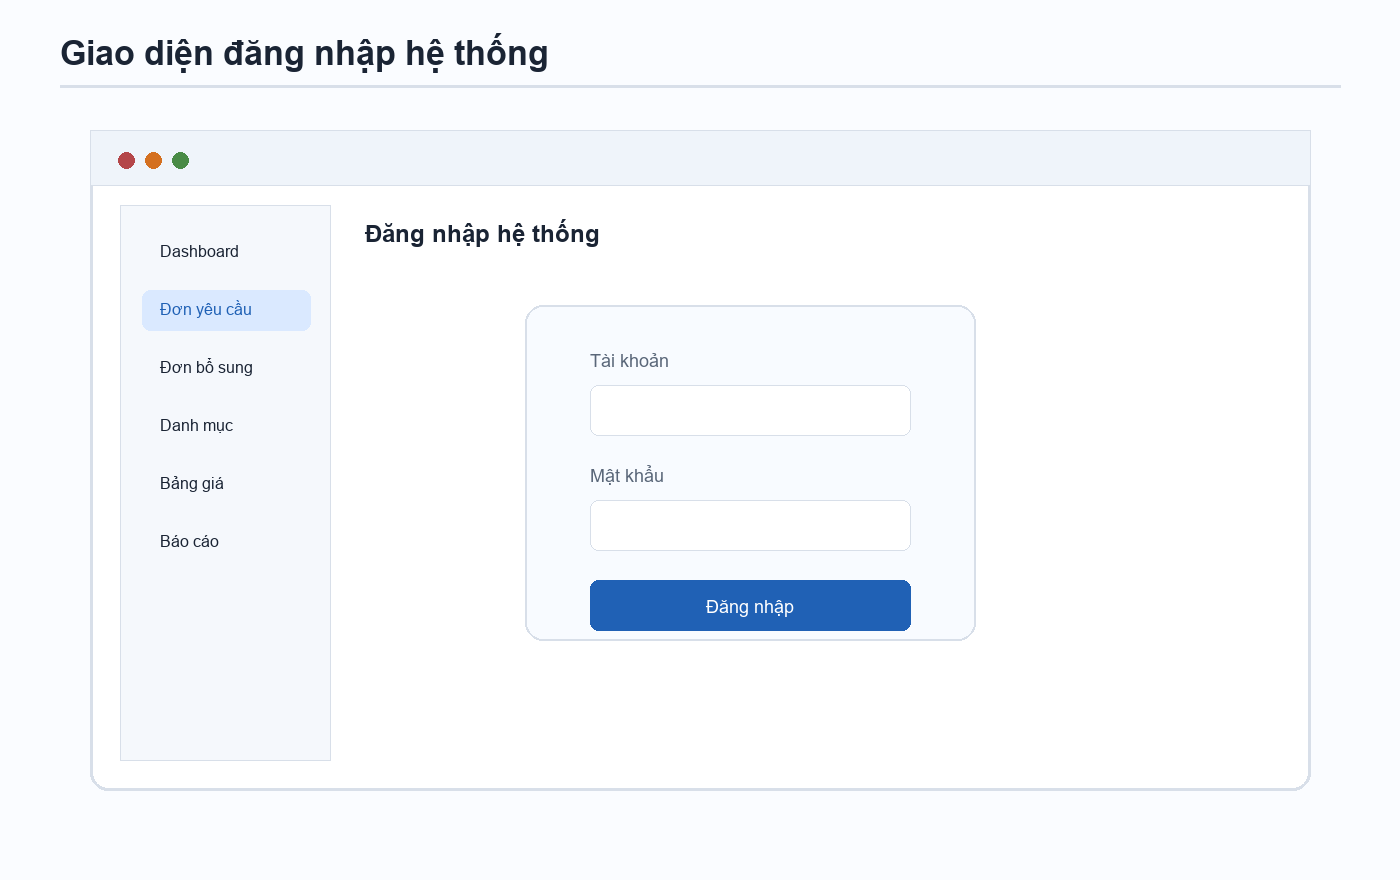 Giao diện đăng nhập hệ thống
Dashboard
Đơn yêu cầu
Đơn bổ sung
Danh mục
Bảng giá
Báo cáo
Đăng nhập hệ thống
Tài khoản
Mật khẩu
Đăng nhập